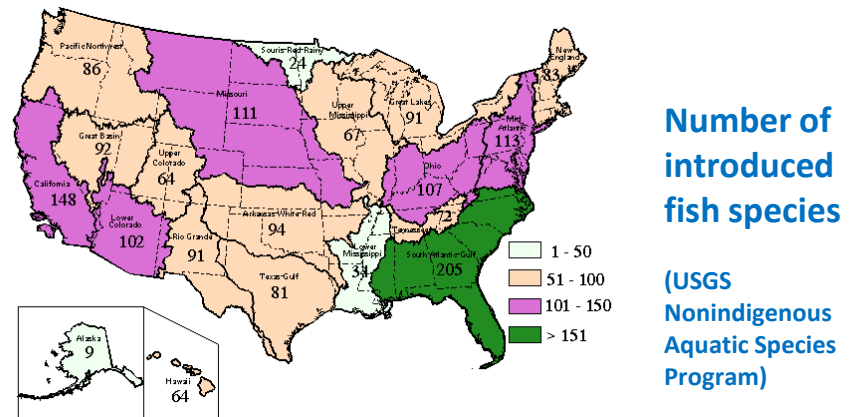 Pacific Northwest
86
Souris-Red-Rainy
24
New
England
83
Missouri
111
Upper
Mississippi
67
Great Lakes
91
Mid
Atlantic
113
Great Basin
92
Upper
Colorado
64
Ohio
107
California
148
Lower
Colorado
102
Arkansas-White-Red
94
Tennessee
72
Rio Grande
91
Texas-Gulf
81
Lower
Mississippi
34
South Atlantic-Gulf
205
Alaska
9
Hawaii
64
1 - 50
51 - 100
101 - 150
> 151
Number of
introduced
fish species
(USGS
Nonindigenous
Aquatic Species
Program)